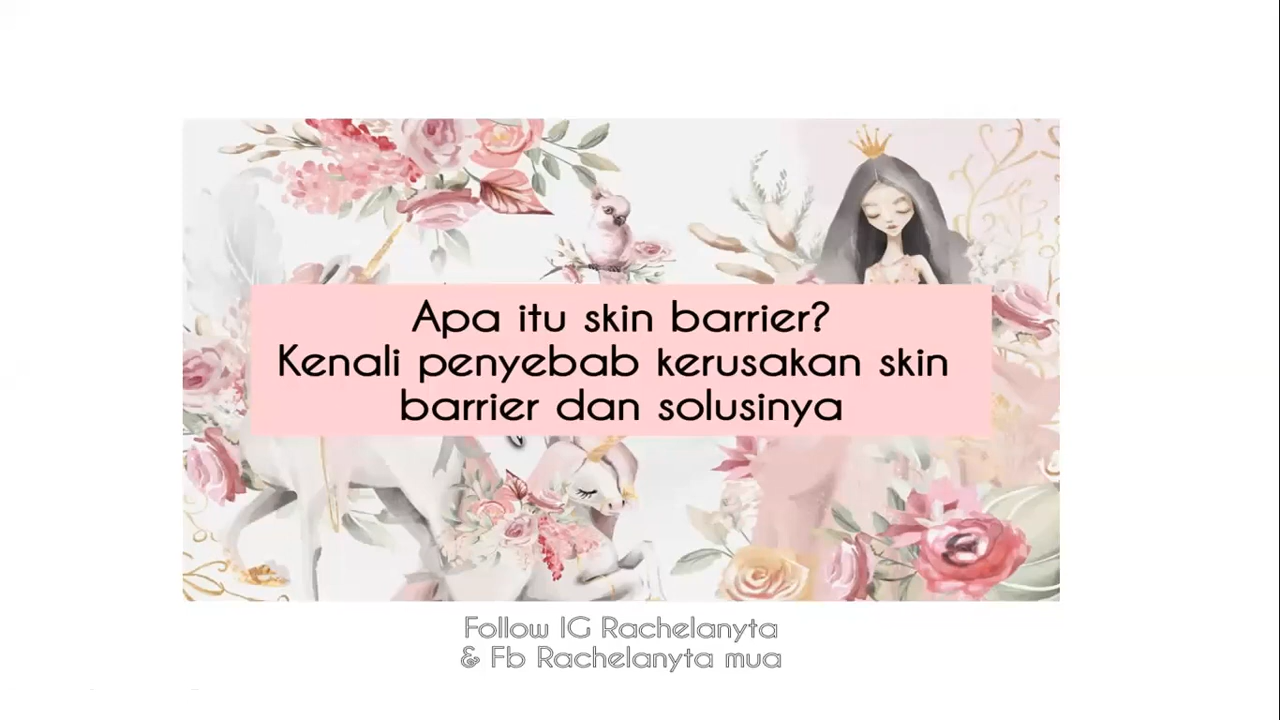 Apa itu skin barrier?
Kenali penyebab kerusakan skin
barrier dan solusinya
Follow IG Rachelanyta
& Fb Rachelanyta mua